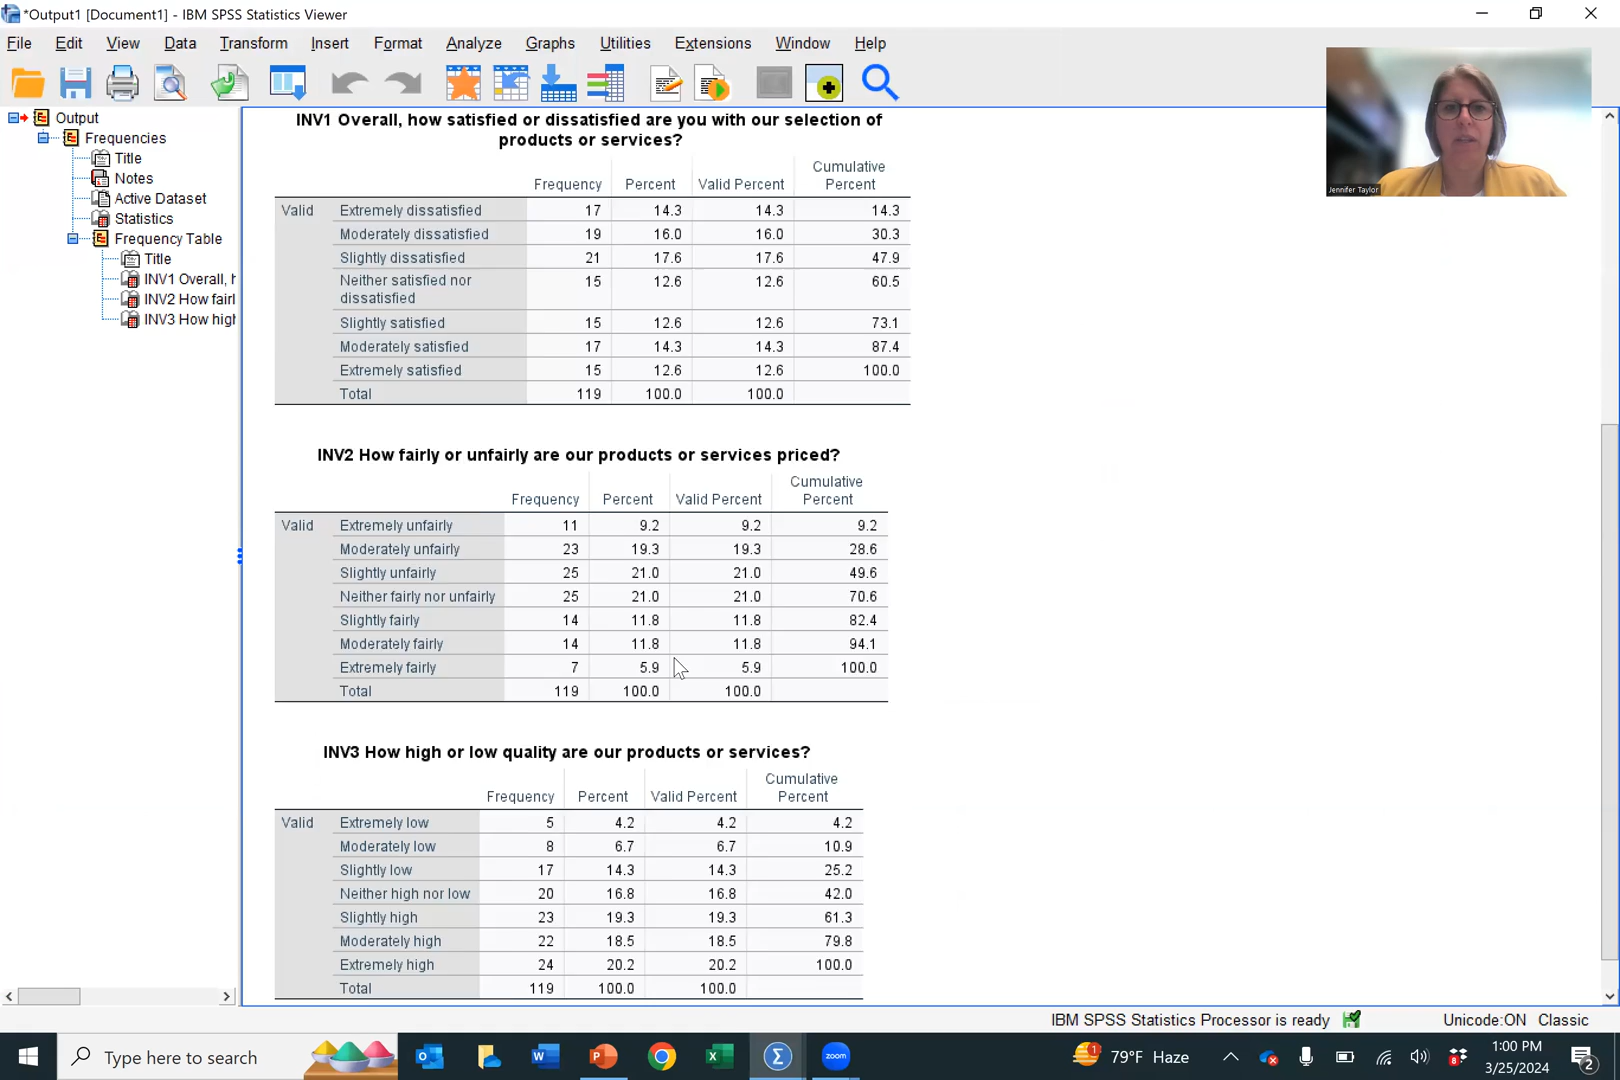 *Output1 [Document1] - IBM SPSS Statistics Viewer
File Edit View Data Transform Insert Format Analyze Graphs Utilities Extensions Window Help
Jennifer Taylor
Output
Frequencies
Title
Notes
Active Dataset
Statistics
Frequency Table
Title
INV1 Overall, h
INV2 How fairl
INV3 How high
INV1 Overall, how satisfied or dissatisfied are you with our selection of
products or services?
Frequency Percent Valid Percent Cumulative Percent
Valid Extremely dissatisfied 17 14.3 14.3 14.3
Moderately dissatisfied 19 16.0 16.0 30.3
Slightly dissatisfied 21 17.6 17.6 47.9
Neither satisfied nor dissatisfied 15 12.6 12.6 60.5
Slightly satisfied 15 12.6 12.6 73.1
Moderately satisfied 17 14.3 14.3 87.4
Extremely satisfied 15 12.6 12.6 100.0
Total 119 100.0 100.0
INV2 How fairly or unfairly are our products or services priced?
Frequency Percent Valid Percent Cumulative Percent
Valid Extremely unfairly 11 9.2 9.2 9.2
Moderately unfairly 23 19.3 19.3 28.6
Slightly unfairly 25 21.0 21.0 49.6
Neither fairly nor unfairly 25 21.0 21.0 70.6
Slightly fairly 14 11.8 11.8 82.4
Moderately fairly 14 11.8 11.8 94.1
Extremely fairly 7 5.9 5.9 100.0
Total 119 100.0 100.0
INV3 How high or low quality are our products or services?
Frequency Percent Valid Percent Cumulative Percent
Valid Extremely low 5 4.2 4.2 4.2
Moderately low 8 6.7 6.7 10.9
Slightly low 17 14.3 14.3 25.2
Neither high nor low 20 16.8 16.8 42.0
Slightly high 23 19.3 19.3 61.3
Moderately high 22 18.5 18.5 79.8
Extremely high 24 20.2 20.2 100.0
Total 119 100.0 100.0
IBM SPSS Statistics Processor is ready Unicode:ON Classic
Type here to search zoom 1 79°F Haze 8 1:00 PM
3/25/2024 2